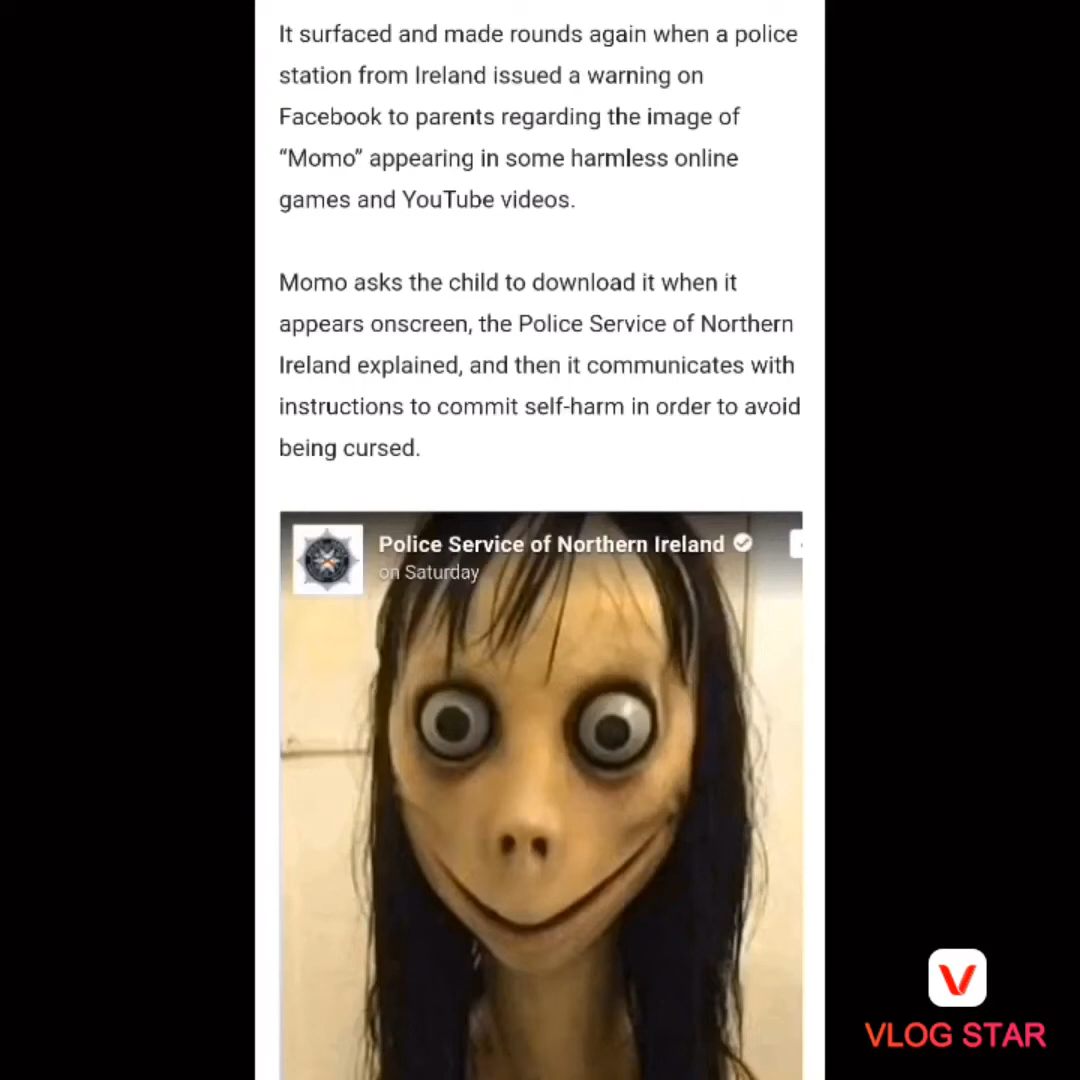 It surfaced and made rounds again when a police
station from Ireland issued a warning on
Facebook to parents regarding the image of
“Momo” appearing in some harmless online
games and YouTube videos.
Momo asks the child to download it when it
appears onscreen, the Police Service of Northern
Ireland explained, and then it communicates with
instructions to commit self-harm in order to avoid
being cursed.
Police Service of Northern Ireland
on Saturday
V
VLOG STAR